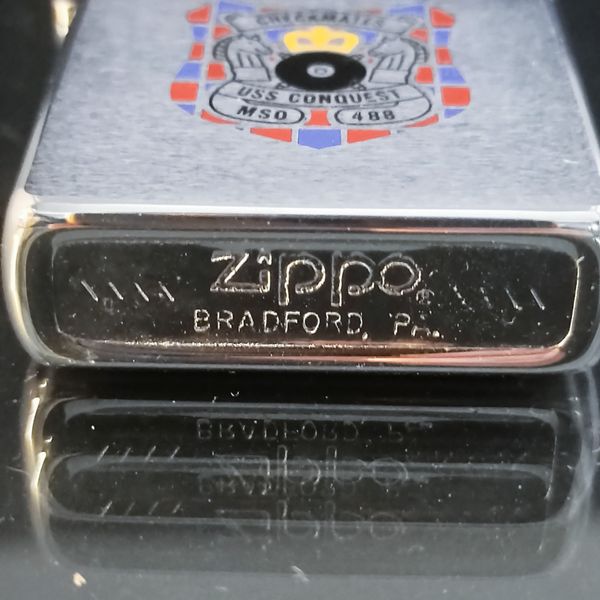 CHECKMATES
USS CONQUEST
MSO 488
\\\\ Zippo® \\\\
BRADFORD, PA.